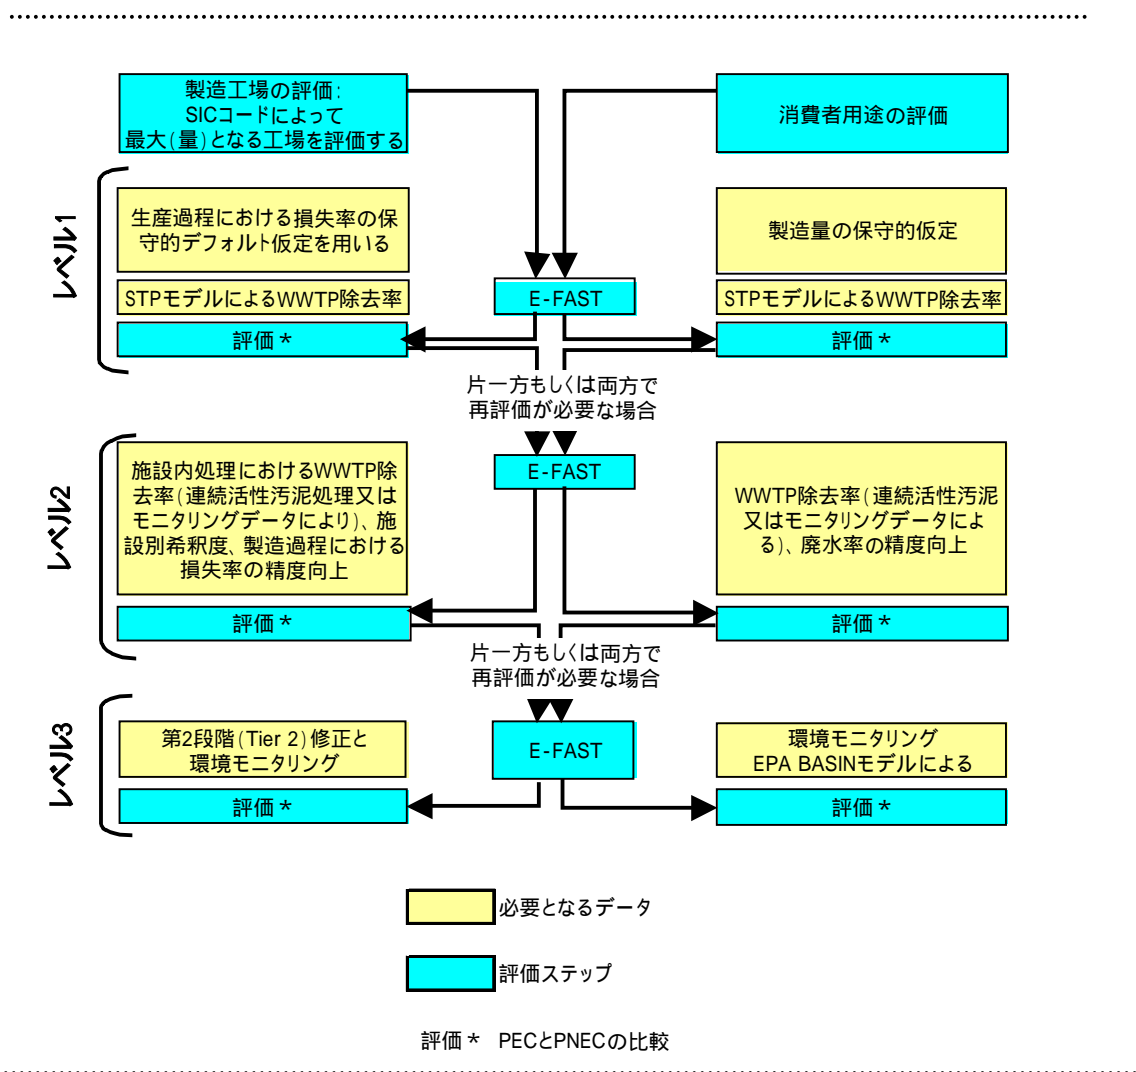 製造工場の評価:
SICコードによって
最大(量)となる工場を評価する
消費者用途の評価
レベル1
生産過程における損失率の保
守的デフォルト仮定を用いる
製造量の保守的仮定
STPモデルによるWWTP除去率
E-FAST
STPモデルによるWWTP除去率
評価*
評価*
片一方もしくは両方で
再評価が必要な場合
レベル2
施設内処理におけるWWTP除
去率(連続活性汚泥処理又は
モニタリングデータにより)、施
設別希釈度、製造過程における
損失率の精度向上
E-FAST
WWTP除去率(連続活性汚泥
又はモニタリングデータによ
る)、廃水率の精度向上
評価*
評価*
片一方もしくは両方で
再評価が必要な場合
レベル3
第2段階(Tier 2)修正と
環境モニタリング
E-FAST
環境モニタリング
EPA BASINモデルによる
評価*
評価*
必要となるデータ
評価ステップ
評価* PECとPNECの比較